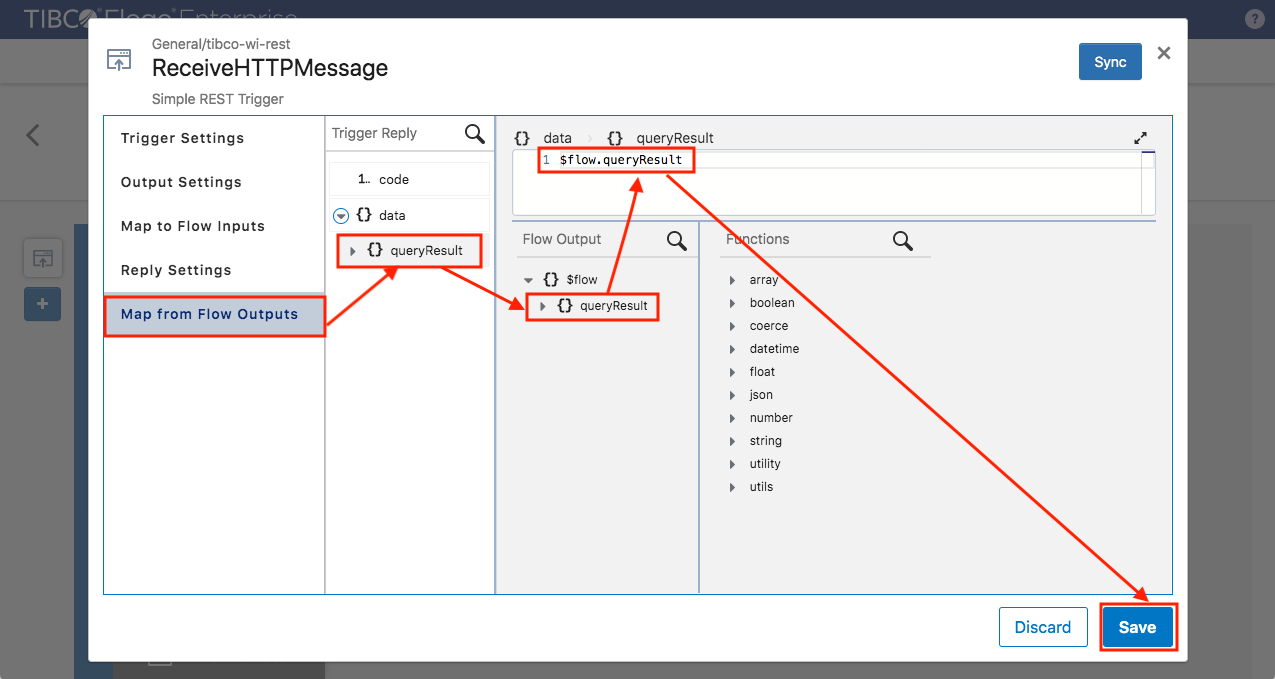 TIBCO Flogo® Enterprise
?
General/tibco-wi-rest
ReceiveHTTPMessage
Simple REST Trigger
Sync
Trigger Settings
Output Settings
Map to Flow Inputs
Reply Settings
Map from Flow Outputs
Trigger Reply
1.. code
{} data
{} queryResult
{} data > {} queryResult
1 $flow.queryResult
Flow Output
{} $flow
{} queryResult
Functions
array
boolean
coerce
datetime
float
json
number
string
utility
utils
Discard
Save